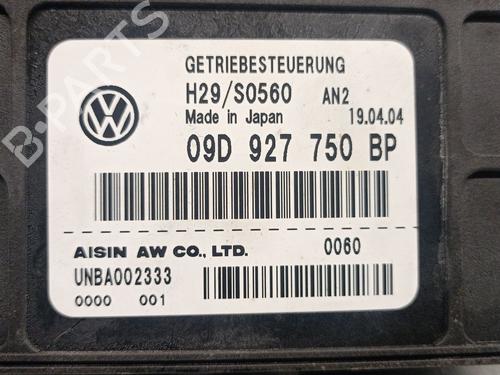 GETRIEBESTEUERUNG
H29/S0560 AN2
Made in Japan 19.04.04
09D 927 750 BP
AISIN AW CO., LTD. 0060
UNBA002333
0000 001
B-PARTS